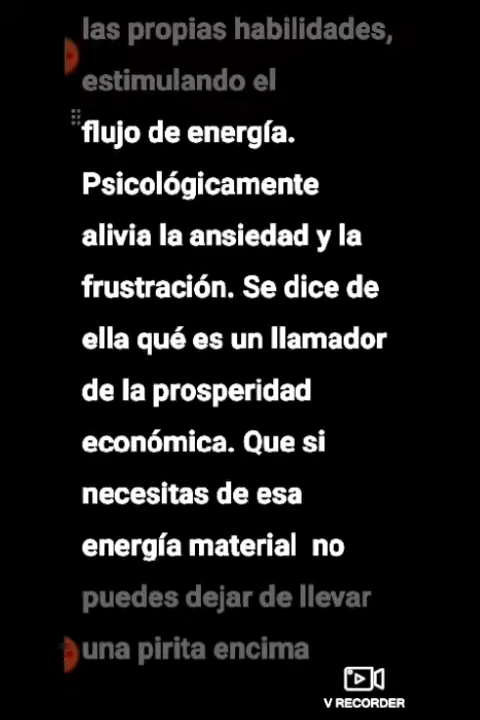 las propias habilidades,
estimulando el
flujo de energía.
Psicológicamente
alivia la ansiedad y la
frustración. Se dice de
ella qué es un llamador
de la prosperidad
económica. Que si
necesitas de esa
energía material  no
puedes dejar de llevar
una pirita encima
V RECORDER